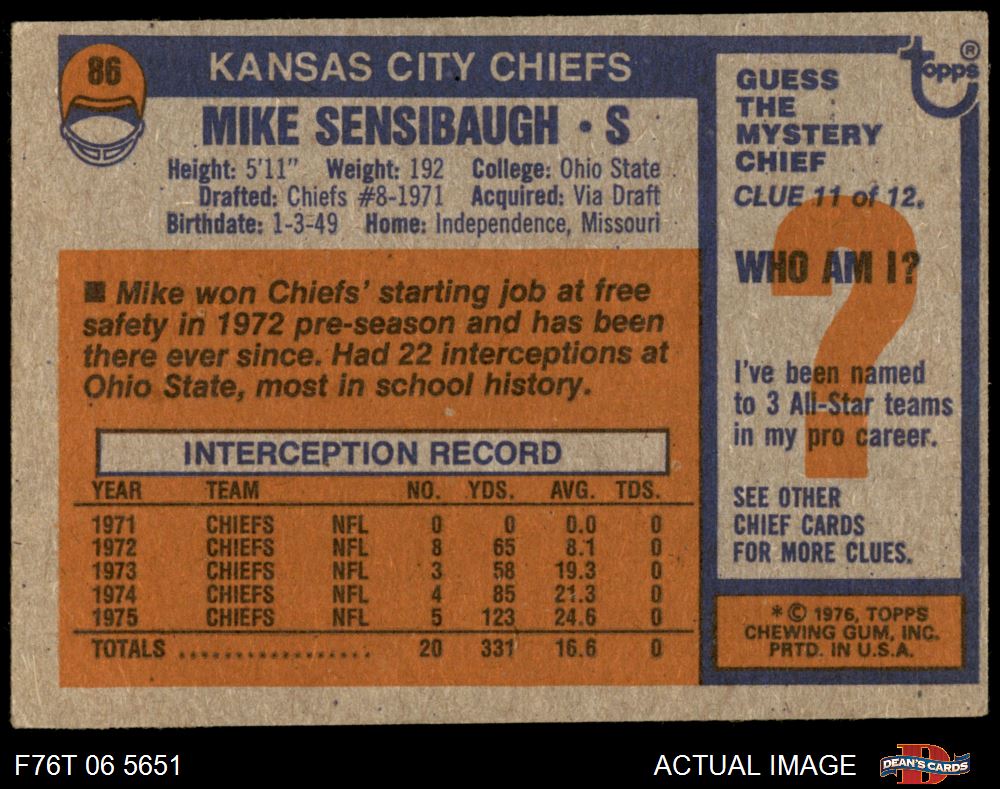 86
KANSAS CITY CHIEFS
MIKE SENSIBAUGH • S
Height: 5'11" Weight: 192 College: Ohio State
Drafted: Chiefs #8-1971 Acquired: Via Draft
Birthdate: 1-3-49 Home: Independence, Missouri
■ Mike won Chiefs' starting job at free
safety in 1972 pre-season and has been
there ever since. Had 22 interceptions at
Ohio State, most in school history.
INTERCEPTION RECORD
YEAR TEAM NO. YDS. AVG. TDS.
1971 CHIEFS NFL 0 0 0.0 0
1972 CHIEFS NFL 8 65 8.1 0
1973 CHIEFS NFL 3 58 19.3 0
1974 CHIEFS NFL 4 85 21.3 0
1975 CHIEFS NFL 5 123 24.6 0
TOTALS .................. 20 331 16.6 0
topps®
GUESS
THE
MYSTERY
CHIEF
CLUE 11 of 12.
?
WHO AM I?
I've been named
to 3 All-Star teams
in my pro career.
SEE OTHER
CHIEF CARDS
FOR MORE CLUES.
*© 1976, TOPPS
CHEWING GUM, INC.
PRTD. IN U.S.A.
F76T 06 5651
ACTUAL IMAGE
D
DEAN'S CARDS